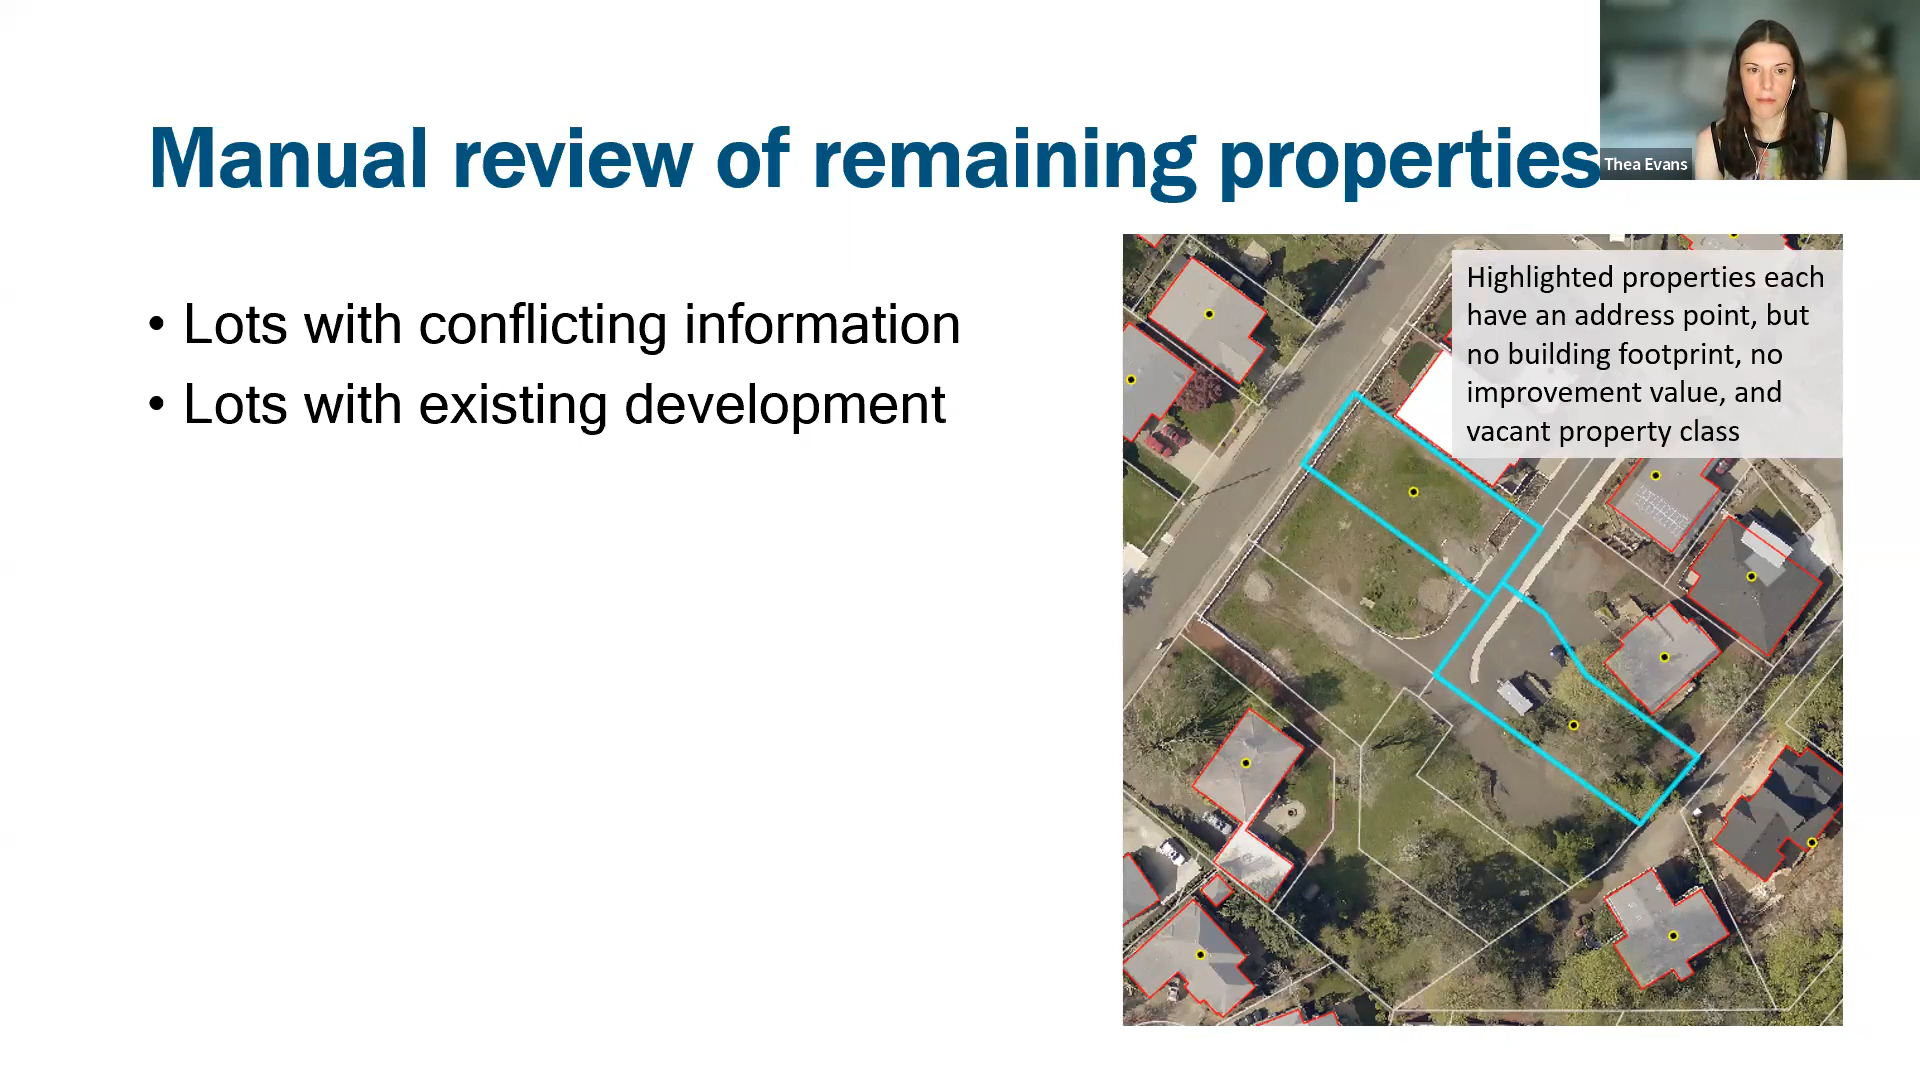 Manual review of remaining properties
Thea Evans
• Lots with conflicting information
• Lots with existing development
Highlighted properties each
have an address point, but
no building footprint, no
improvement value, and
vacant property class